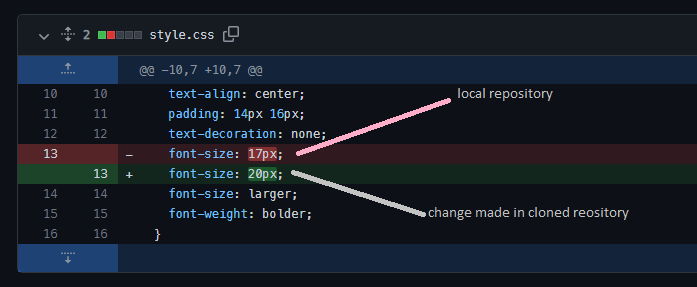 2 style.css
@@ -10,7 +10,7 @@
10 10 text-align: center;
local repository
11 11 padding: 14px 16px;
12 12 text-decoration: none;
13 - font-size: 17px;
13 + font-size: 20px;
14 14 font-size: larger;
15 15 font-weight: bolder;
change made in cloned reository
16 16 }